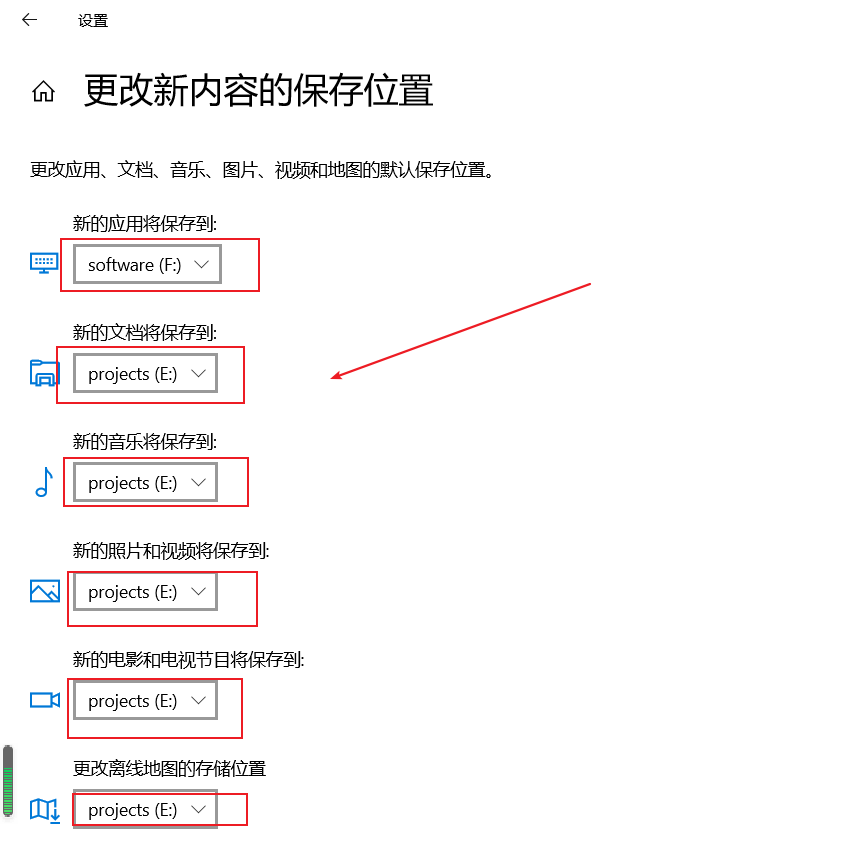 设置
更改新内容的保存位置
更改应用、文档、音乐、图片、视频和地图的默认保存位置。
新的应用将保存到:
software (F:)
新的文档将保存到:
projects (E:)
新的音乐将保存到:
projects (E:)
新的照片和视频将保存到:
projects (E:)
新的电影和电视节目将保存到:
projects (E:)
更改离线地图的存储位置
projects (E:)